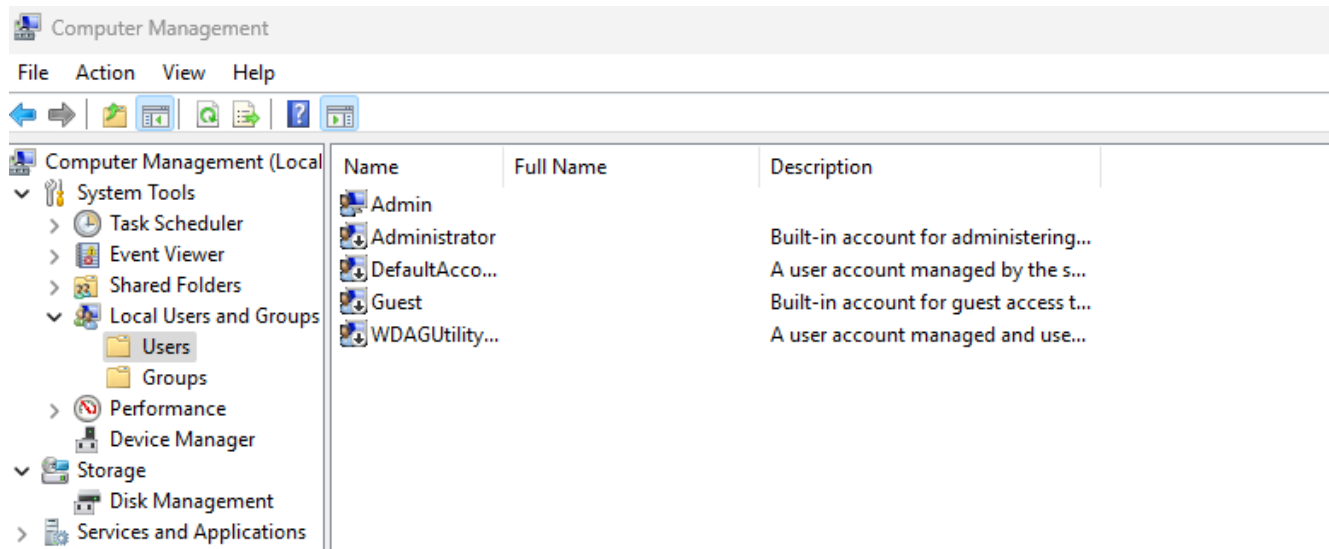 Computer Management
File Action View Help
Computer Management (Local
System Tools
Task Scheduler
Event Viewer
Shared Folders
Local Users and Groups
Users
Groups
Performance
Device Manager
Storage
Disk Management
Services and Applications
Name Full Name Description
Admin
Administrator Built-in account for administering...
DefaultAcco... A user account managed by the s...
Guest Built-in account for guest access t...
WDAGUtility... A user account managed and use...